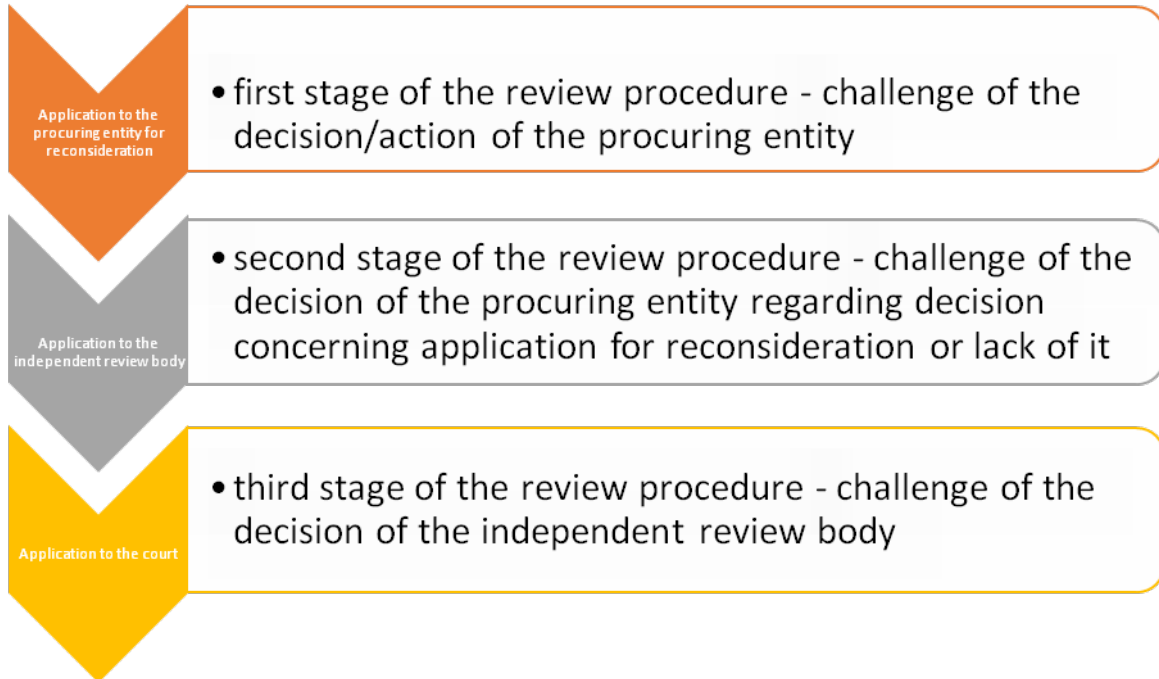 Application to the
procuring entity for
reconsideration
• first stage of the review procedure - challenge of the
decision/action of the procuring entity
Application to the
independent review body
• second stage of the review procedure - challenge of the
decision of the procuring entity regarding decision
concerning application for reconsideration or lack of it
Application to the court
• third stage of the review procedure - challenge of the
decision of the independent review body